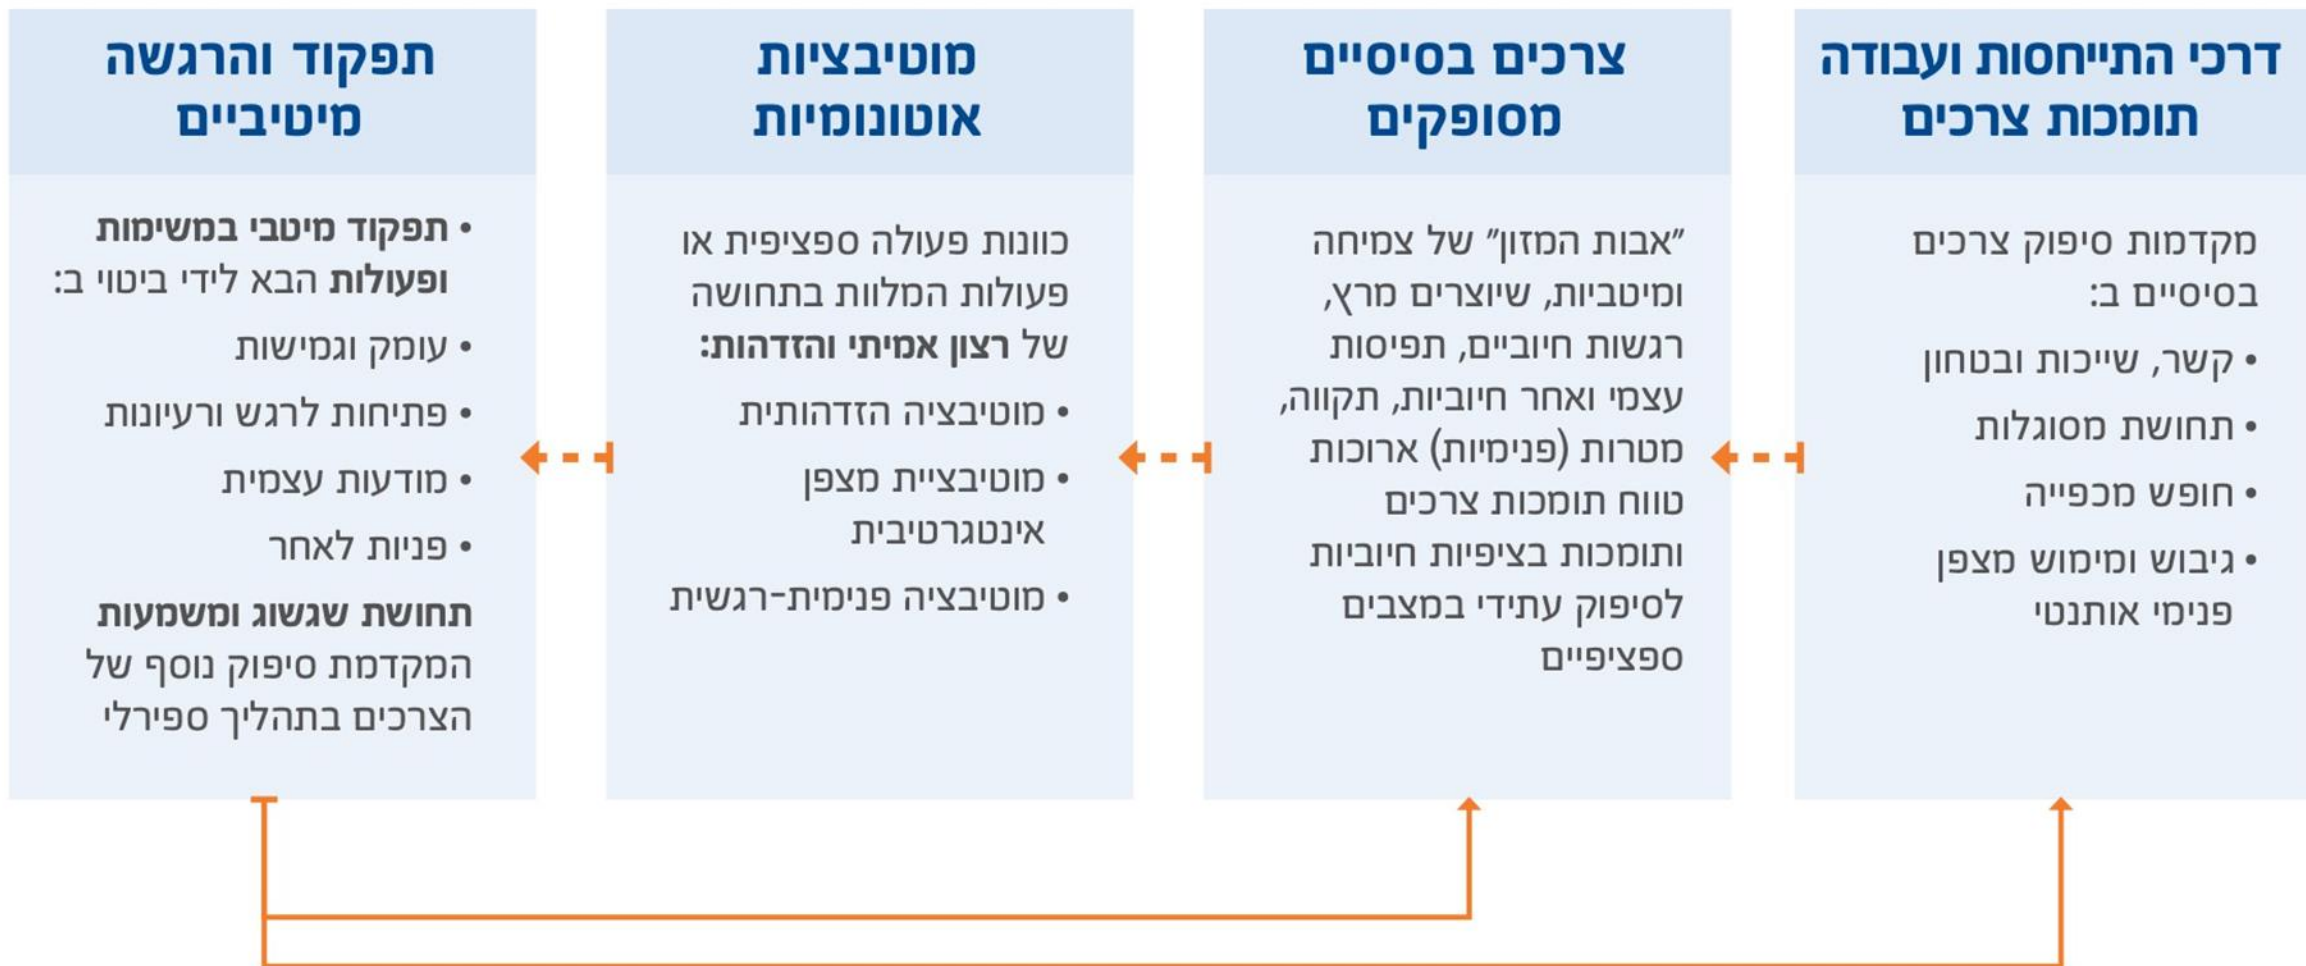 דרכי התייחסות ועבודה
תומכות צרכים
מקדמות סיפוק צרכים
בסיסיים ב:
• קשר, שייכות ובטחון
• תחושת מסוגלות
• חופש מכפייה
• גיבוש ומימוש מצפן
פנימי אותנטי
צרכים בסיסיים
מסופקים
"אבות המזון" של צמיחה
ומיטביות, שיוצרים מרץ,
רגשות חיוביים, תפיסות
עצמי ואחר חיוביות, תקווה,
מטרות (פנימיות) ארוכות
טווח תומכות צרכים
ותומכות בציפיות חיוביות
לסיפוק עתידי במצבים
ספציפיים
מוטיבציות
אוטונומיות
כוונות פעולה ספציפית או
פעולות המלוות בתחושה
של רצון אמיתי והזדהות:
• מוטיבציה הזדהותית
• מוטיבציית מצפן
אינטגרטיבית
• מוטיבציה פנימית-רגשית
תפקוד והרגשה
מיטיביים
• תפקוד מיטבי במשימות
ופעולות הבא לידי ביטוי ב:
• עומק וגמישות
• פתיחות לרגש ורעיונות
• מודעות עצמית
• פניות לאחר
תחושת שגשוג ומשמעות
המקדמת סיפוק נוסף של
הצרכים בתהליך ספירלי